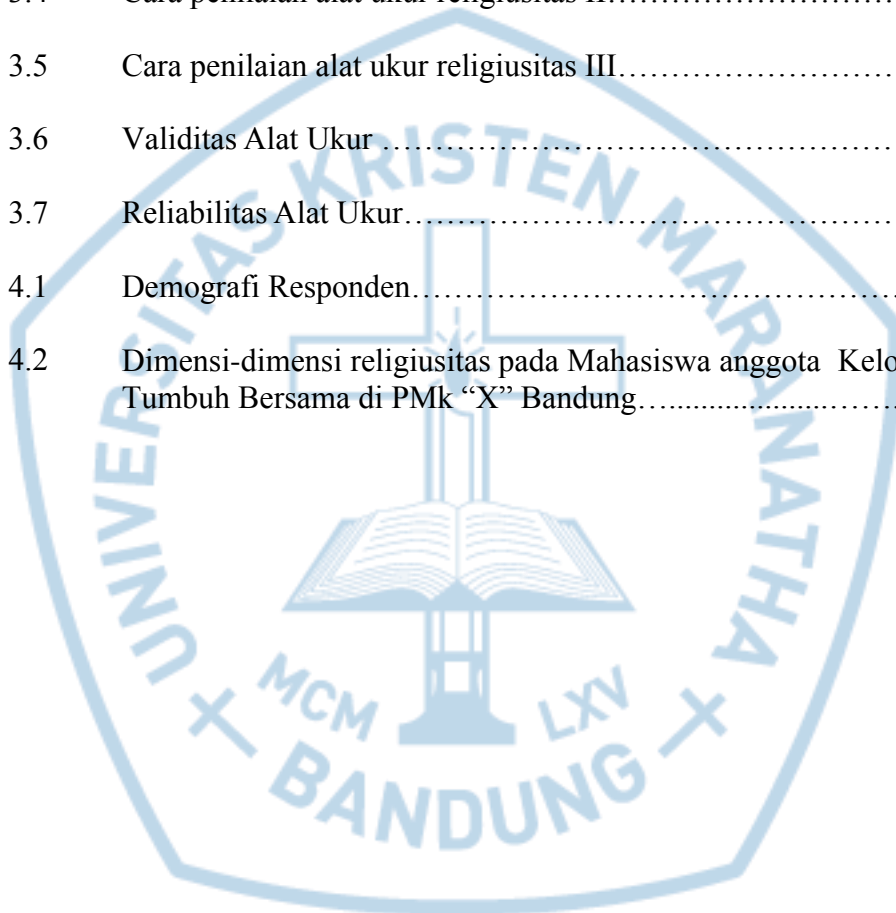 3.5 Cara penilaian alat ukur religiusitas III…………………………
3.6 Validitas Alat Ukur ……………………………………………
3.7 Reliabilitas Alat Ukur…………………………………………
4.1 Demografi Responden…………………………………………
4.2 Dimensi-dimensi religiusitas pada Mahasiswa anggota
Tumbuh Bersama di PMk “X” Bandung…......................……
UNIVERSITAS KRISTEN MARANATHA
MCM LXV
BANDUNG